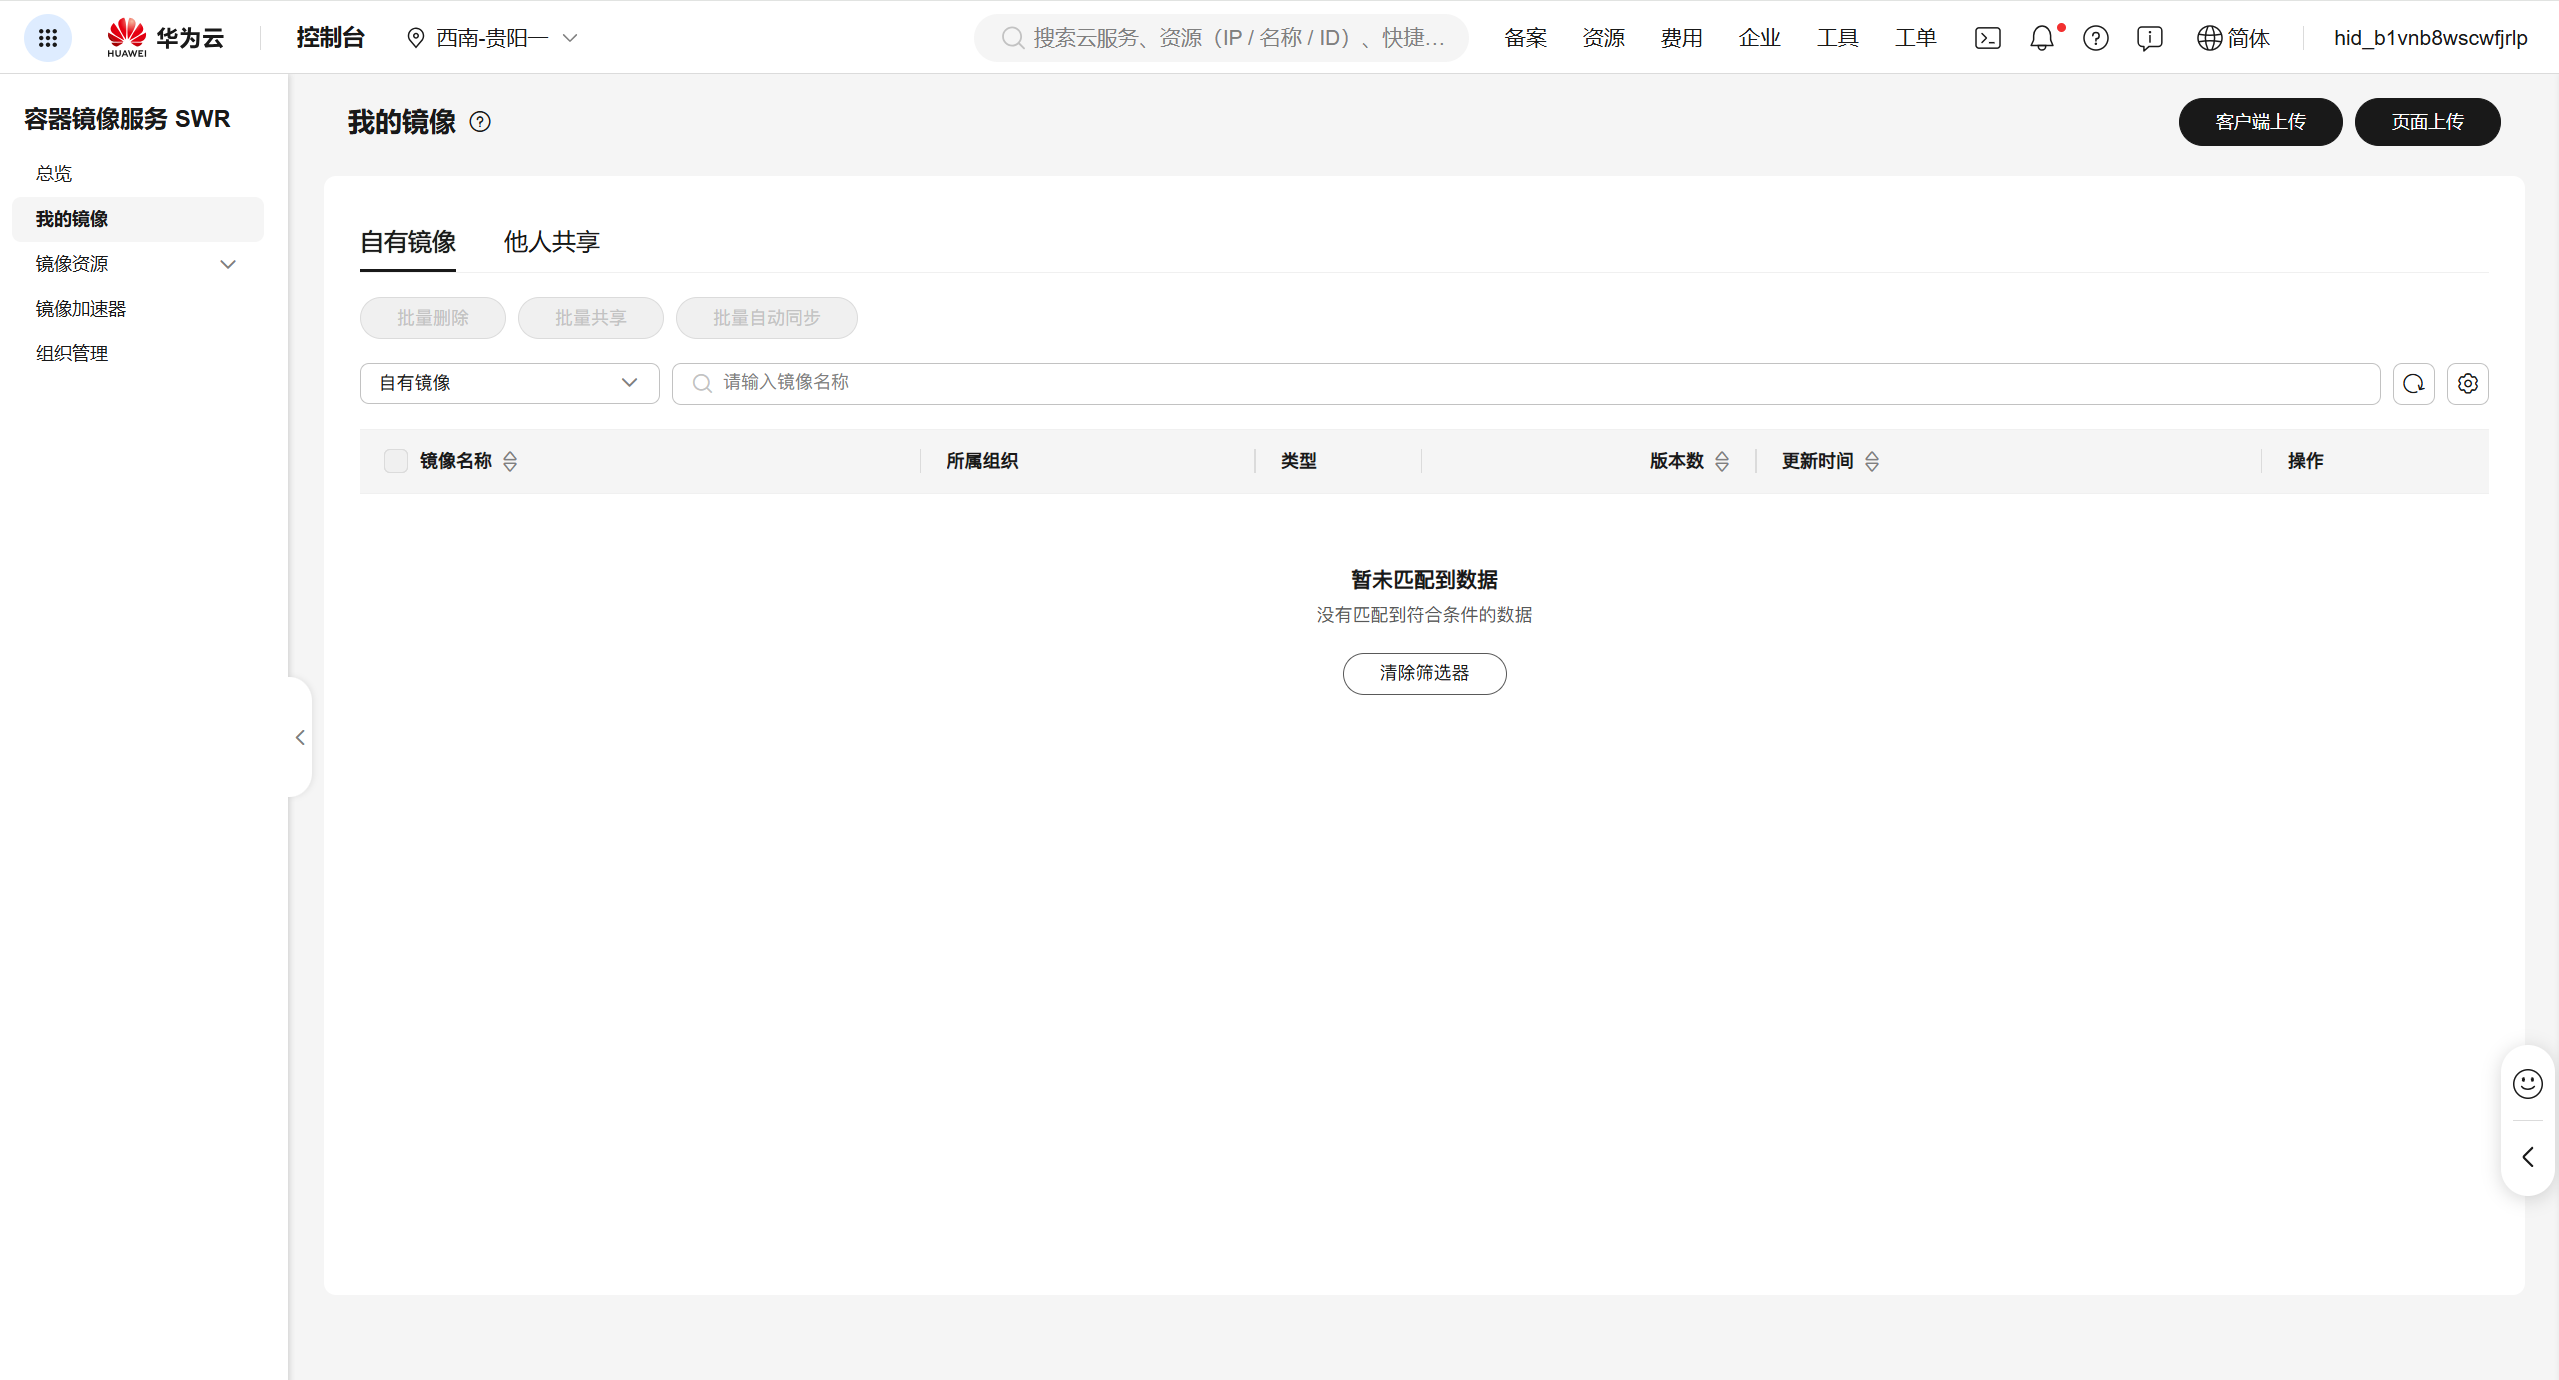 HUAWEI 华为云 控制台 西南-贵阳一 搜索云服务、资源（IP / 名称 / ID）、快捷... 备案 资源 费用 企业 工具 工单 简体 hid_b1vnb8wscwfjrlp
容器镜像服务 SWR
总览
我的镜像
镜像资源
镜像加速器
组织管理
我的镜像 客户端上传 页面上传
自有镜像 他人共享
批量删除 批量共享 批量自动同步
自有镜像 请输入镜像名称
镜像名称 所属组织 类型 版本数 更新时间 操作
暂未匹配到数据
没有匹配到符合条件的数据
清除筛选器